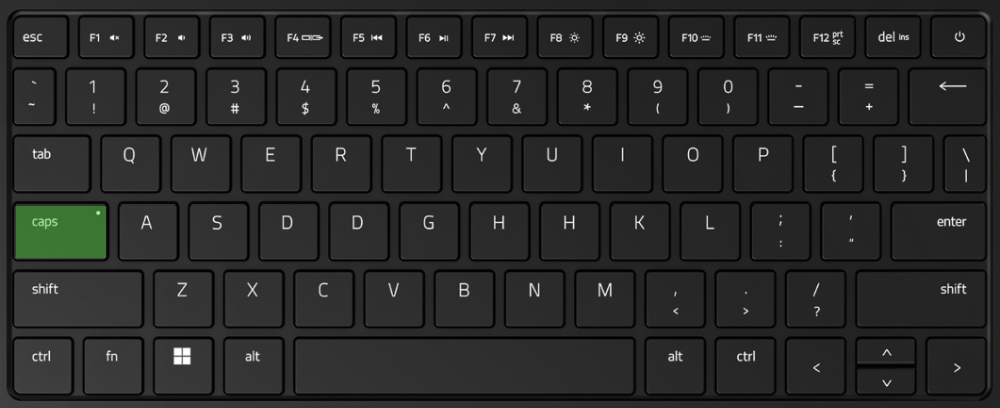 esc F1 F2 F3 F4 F5 F6 F7 F8 F9 F10 F11 F12 prt sc del ins
` 1 2 3 4 5 6 7 8 9 0 - =
~ ! @ # $ % ^ & * ( ) _ +
tab Q W E R T Y U I O P [ ] \
{ } |
caps A S D D G H H K L ; ' enter
: "
shift Z X C V B N M , . / shift
< > ?
ctrl fn alt alt ctrl